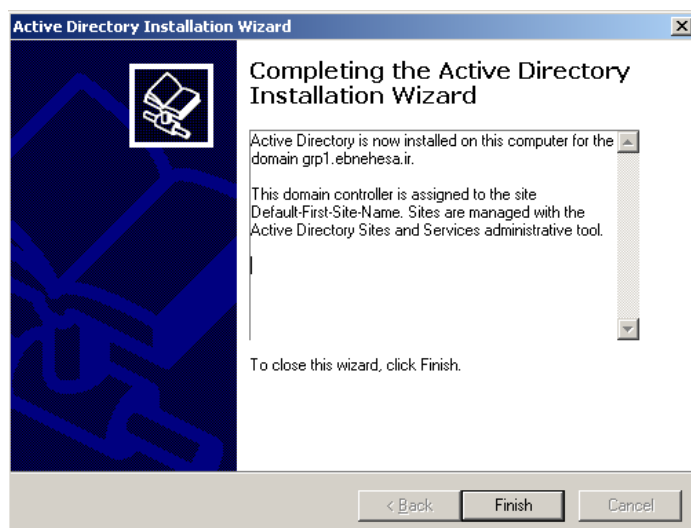 Active Directory Installation Wizard
Completing the Active Directory
Installation Wizard
Active Directory is now installed on this computer for the
domain grp1.ebnehesa.ir.
This domain controller is assigned to the site
Default-First-Site-Name. Sites are managed with the
Active Directory Sites and Services administrative tool.
To close this wizard, click Finish.
< Back
Finish
Cancel